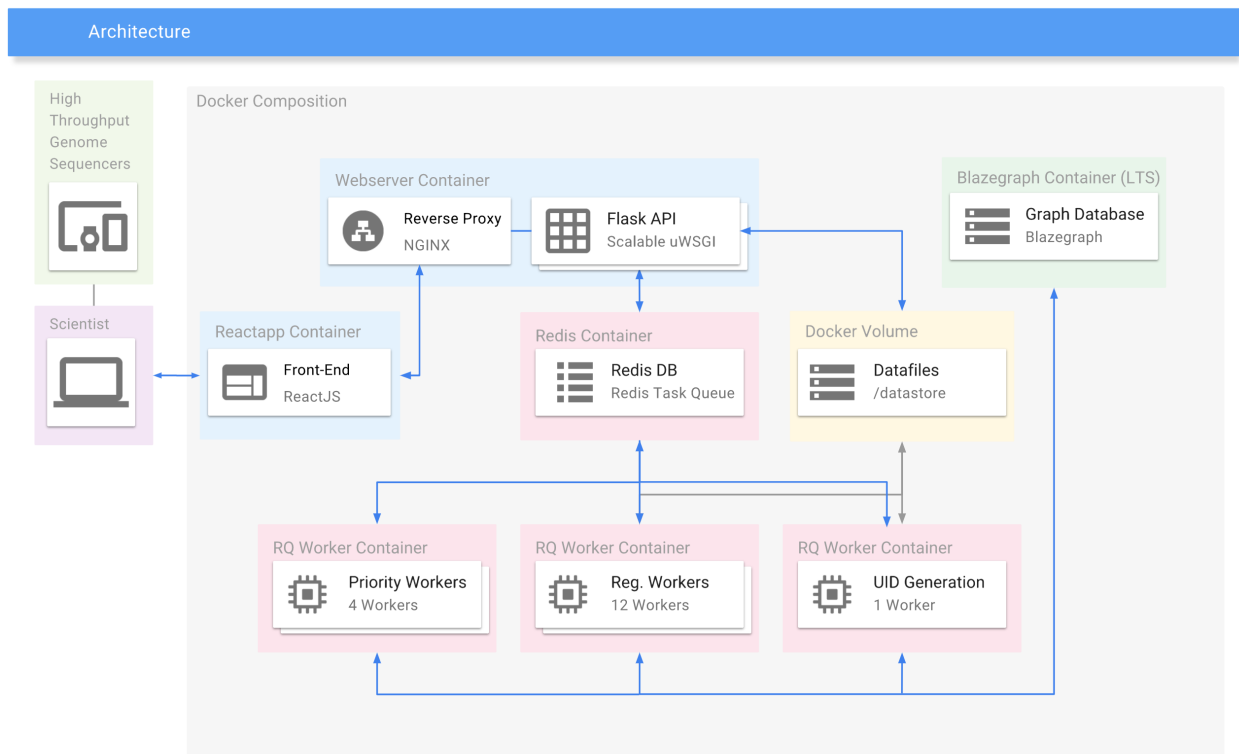 Architecture
High
Throughput
Genome
Sequencers
Scientist
Docker Composition
Webserver Container
Reverse Proxy
NGINX
Flask API
Scalable uWSGI
Blazegraph Container (LTS)
Graph Database
Blazegraph
Reactapp Container
Front-End
ReactJS
Redis Container
Redis DB
Redis Task Queue
Docker Volume
Datafiles
/datastore
RQ Worker Container
Priority Workers
4 Workers
RQ Worker Container
Reg. Workers
12 Workers
RQ Worker Container
UID Generation
1 Worker